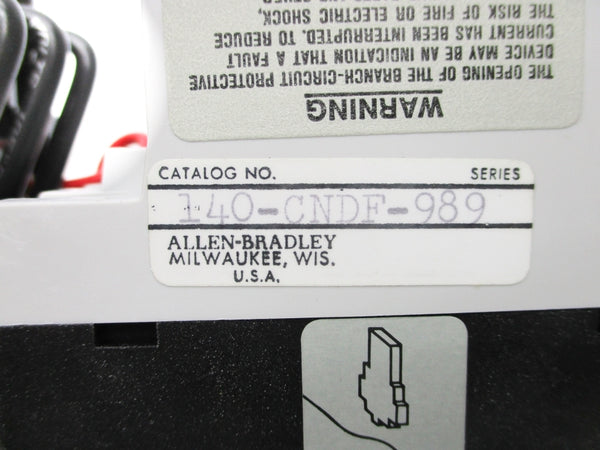 THE RISK OF FIRE OR ELECTRIC SHOCK,
CURRENT HAS BEEN INTERRUPTED. TO REDUCE
DEVICE MAY BE AN INDICATION THAT A FAULT
THE OPENING OF THE BRANCH-CIRCUIT PROTECTIVE
WARNING
CATALOG NO. SERIES
140-CNDF-989
ALLEN-BRADLEY
MILWAUKEE, WIS.
U.S.A.